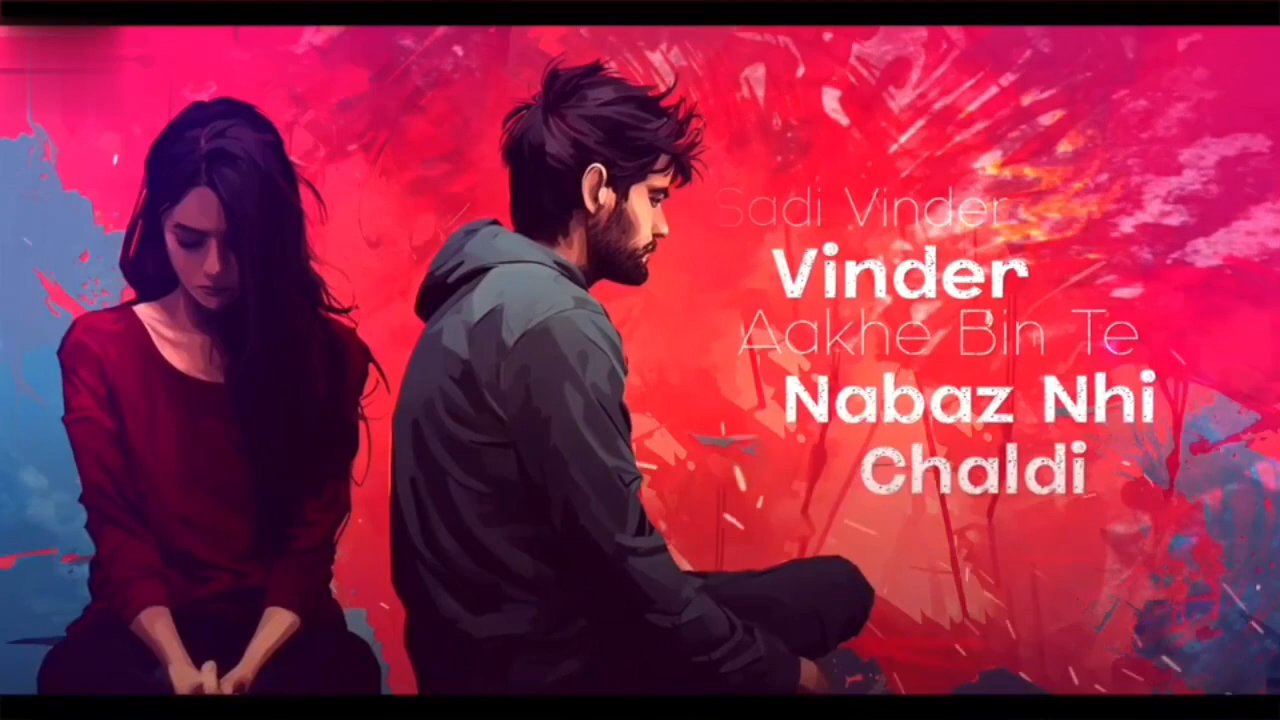 Sadi Vinder
Vinder
Aakhe Bin Te
Nabaz Nhi
Chaldi